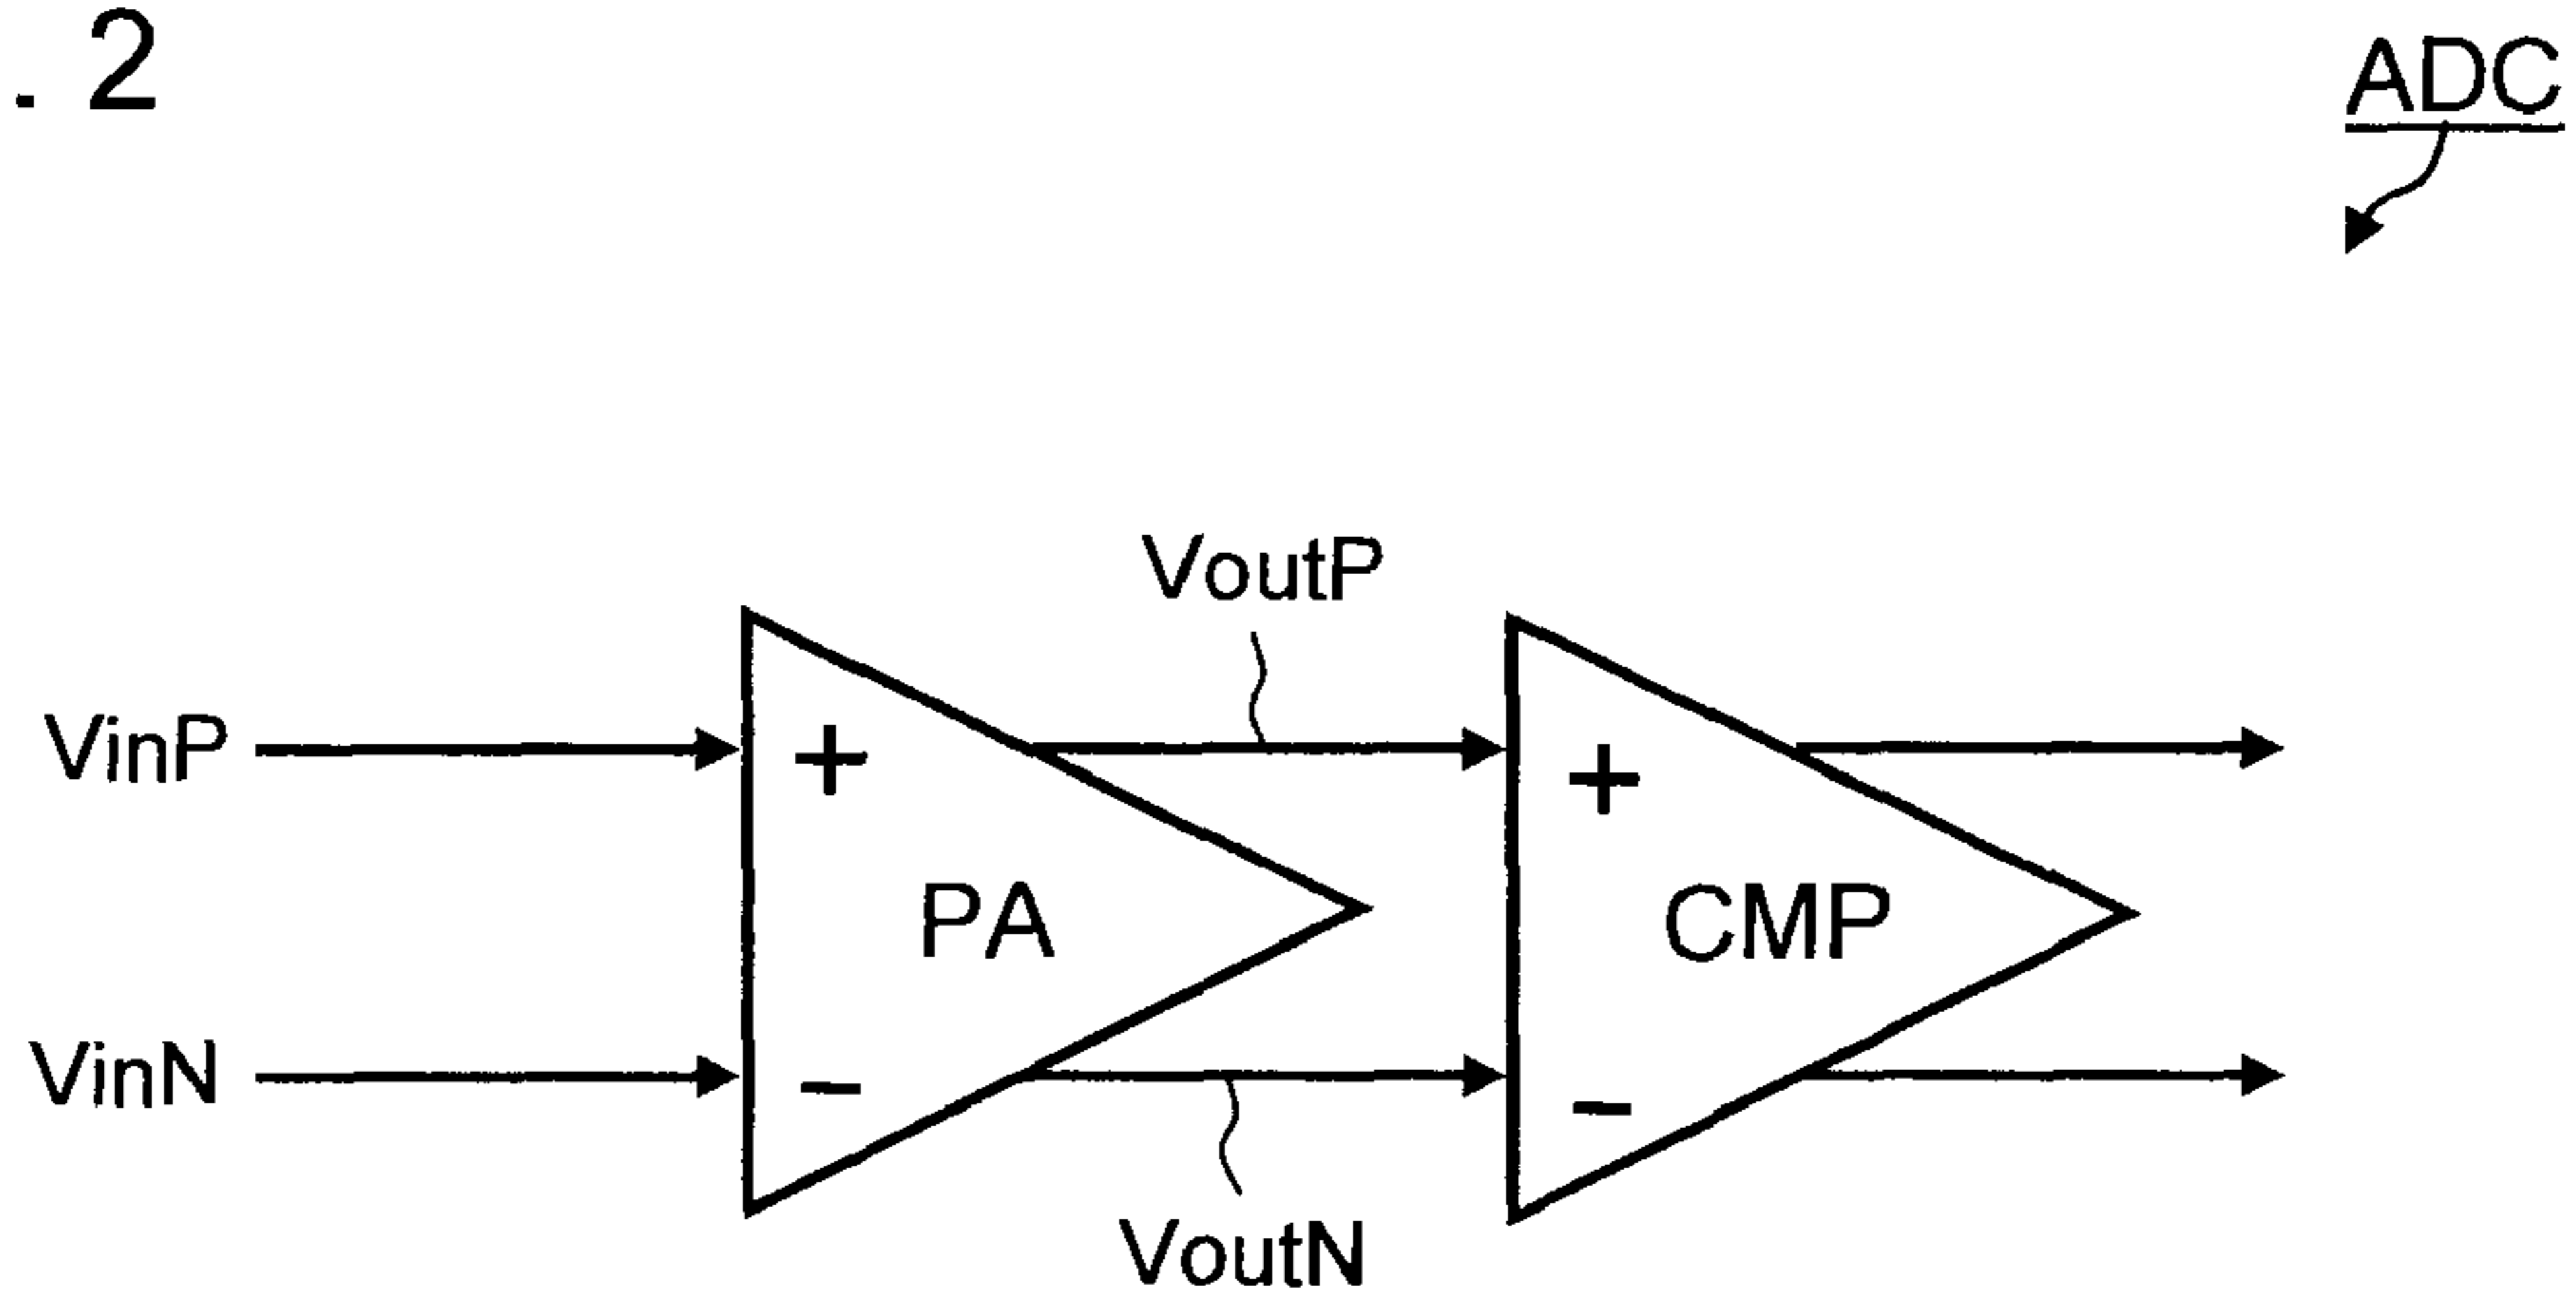 . 2
ADC
VoutP
VinP
+
+
PA
CMP
VinN
-
-
VoutN